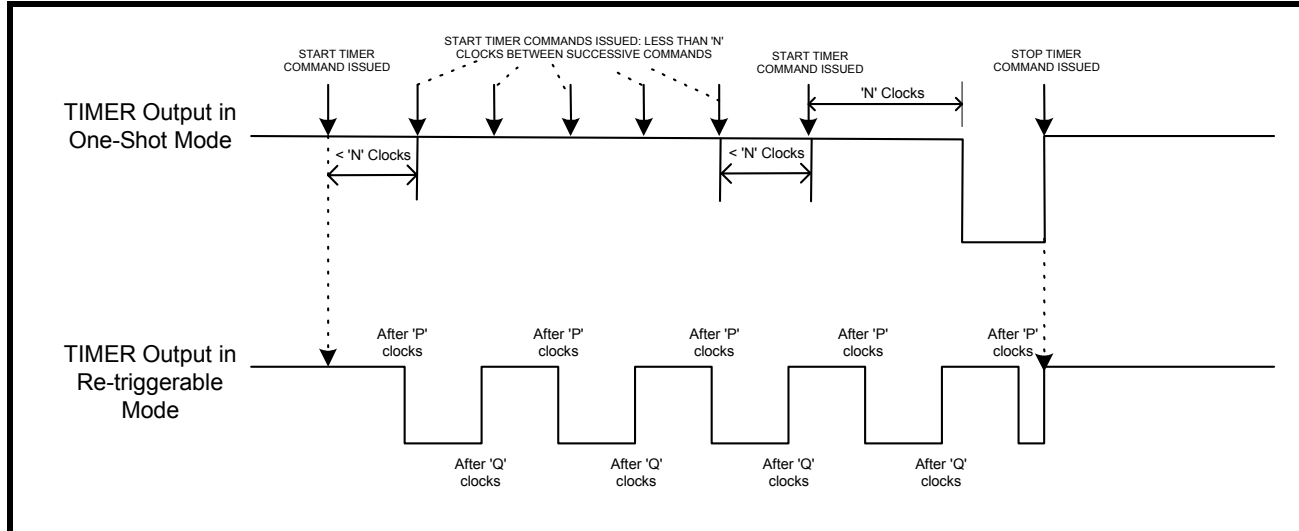 START TIMER
COMMAND ISSUED
START TIMER COMMANDS ISSUED: LESS THAN 'N'
CLOCKS BETWEEN SUCCESSIVE COMMANDS
START TIMER
COMMAND ISSUED
STOP TIMER
COMMAND ISSUED
'N' Clocks
TIMER Output in
One-Shot Mode
< 'N' Clocks
< 'N' Clocks
After 'P'
clocks
After 'P'
clocks
After 'P'
clocks
After 'P'
clocks
After 'P'
clocks
TIMER Output in
Re-triggerable
Mode
After 'Q'
clocks
After 'Q'
clocks
After 'Q'
clocks
After 'Q'
clocks